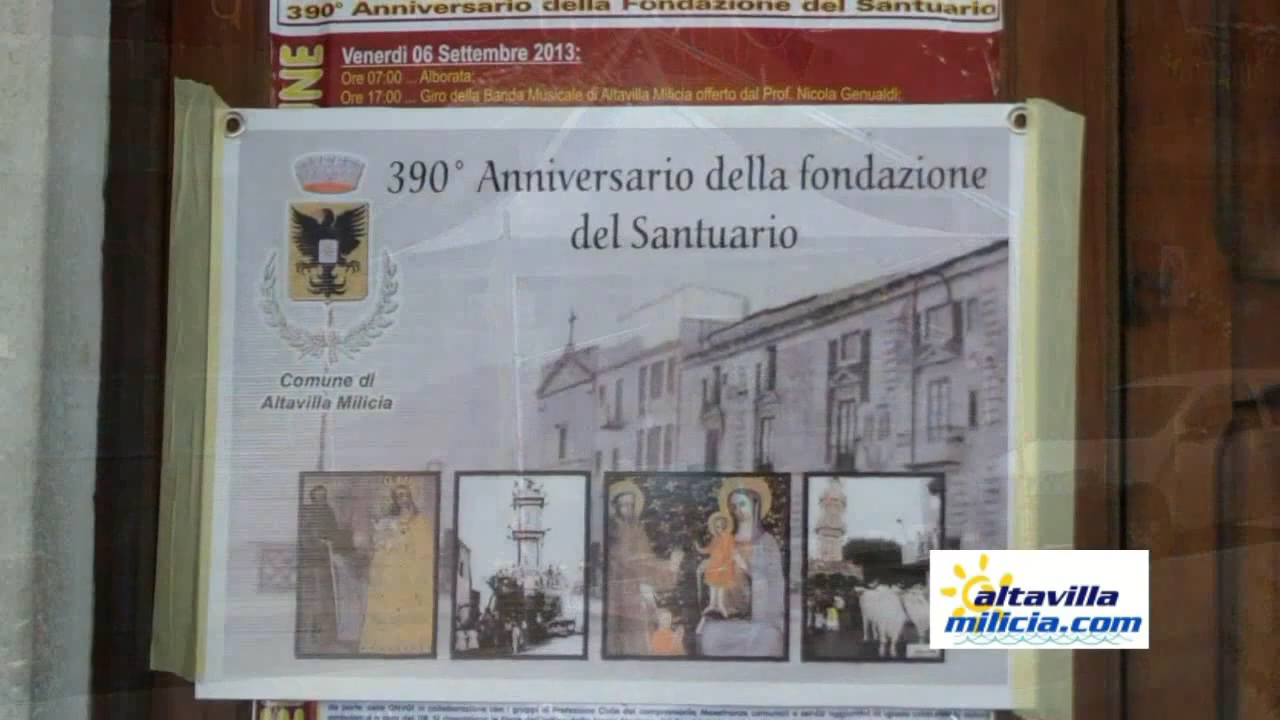 390° Anniversario della Fondazione del Santuario
Venerdì 06 Settembre 2013:
Ore 07:00 ... Alborata;
Ore 17:00 ... Giro della Banda Musicale di Altavilla Milicia offerto dal Prof. Nicola Genualdi;
390° Anniversario della fondazione
del Santuario
Comune di
Altavilla Milicia
altavilla
milicia.com